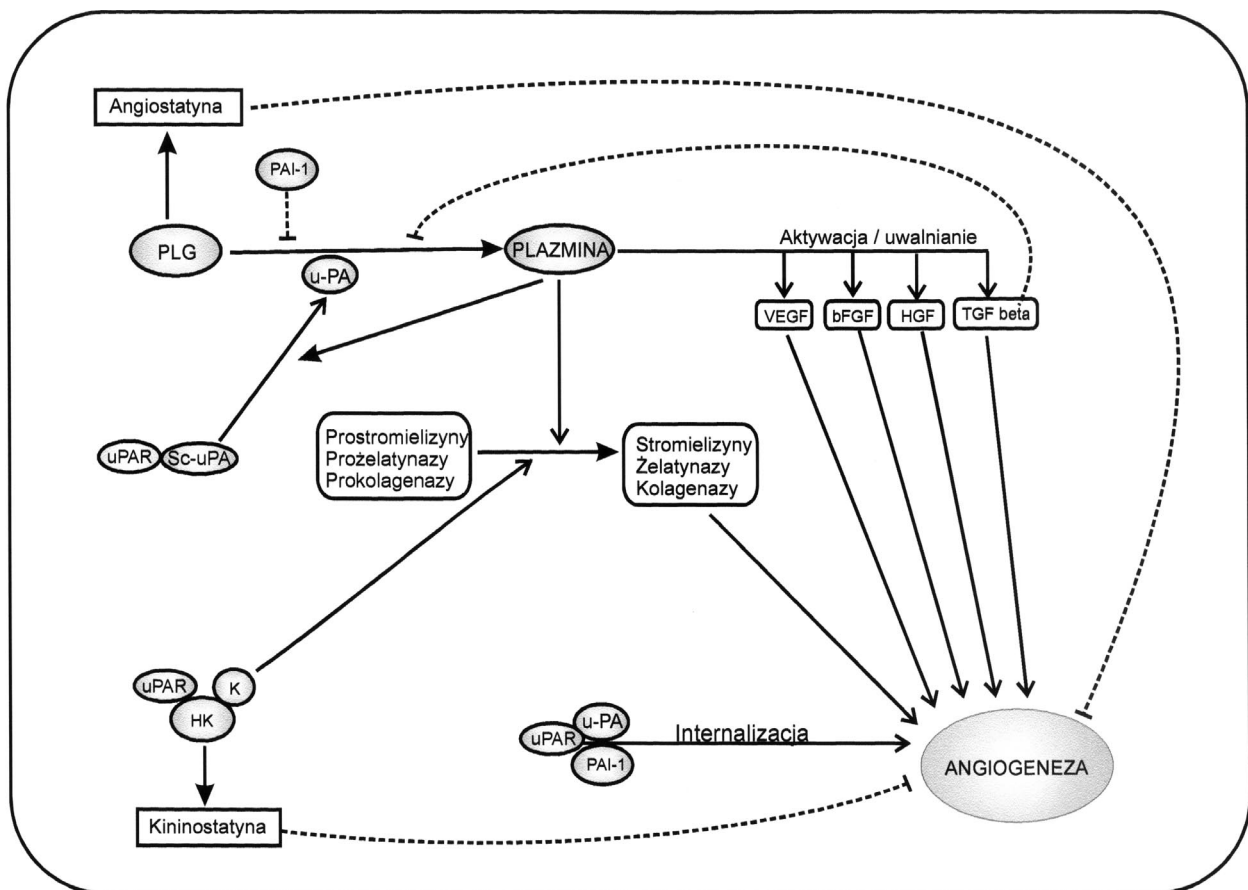 Angiostatyna
PAI-1
PLG
PLAZMINA
Aktywacja / uwalnianie
u-PA
VEGF
bFGF
HGF
TGF beta
Prostromielizyny
Prożelatynazy
Prokolagenazy
Stromielizyny
Żelatynazy
Kolagenazy
uPAR
Sc-uPA
uPAR
K
HK
u-PA
uPAR
PAI-1
Internalizacja
ANGIOGENEZA
Kininostatyna